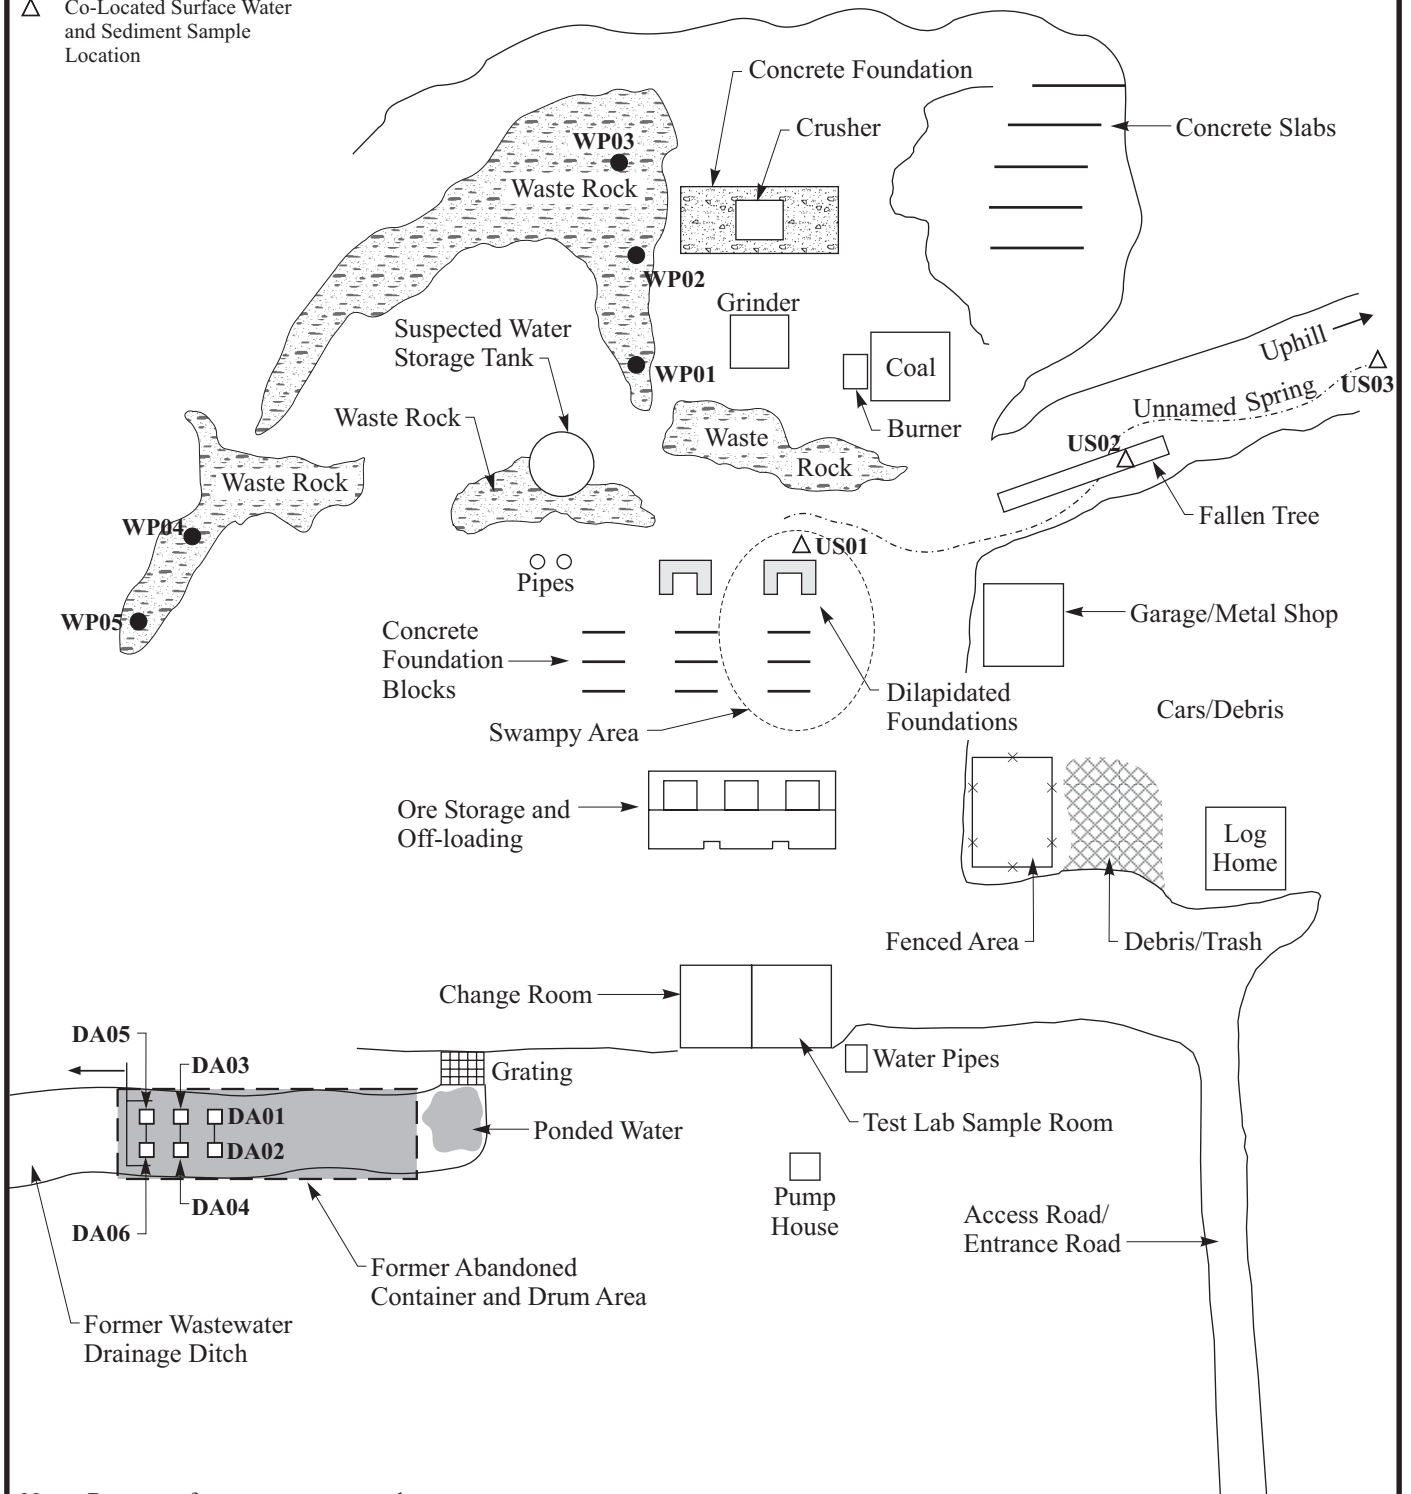 Co-Located Surface Water
and Sediment Sample
Location
Concrete Foundation
Crusher
Concrete Slabs
WP03
Waste Rock
WP02
Grinder
Suspected Water
Storage Tank
Uphill
Coal
WP01
US03
Unnamed Spring
Waste Rock
Burner
Waste
Rock
US02
Waste Rock
Fallen Tree
WP04
US01
Pipes
WP05
Garage/Metal Shop
Concrete
Foundation
Blocks
Dilapidated
Foundations
Cars/Debris
Swampy Area
Ore Storage and
Off-loading
Log
Home
Fenced Area
Debris/Trash
Change Room
DA05
DA03
Grating
Water Pipes
DA01
DA02
Ponded Water
Test Lab Sample Room
DA04
DA06
Pump
House
Access Road/
Entrance Road
Former Abandoned
Container and Drum Area
Former Wastewater
Drainage Ditch